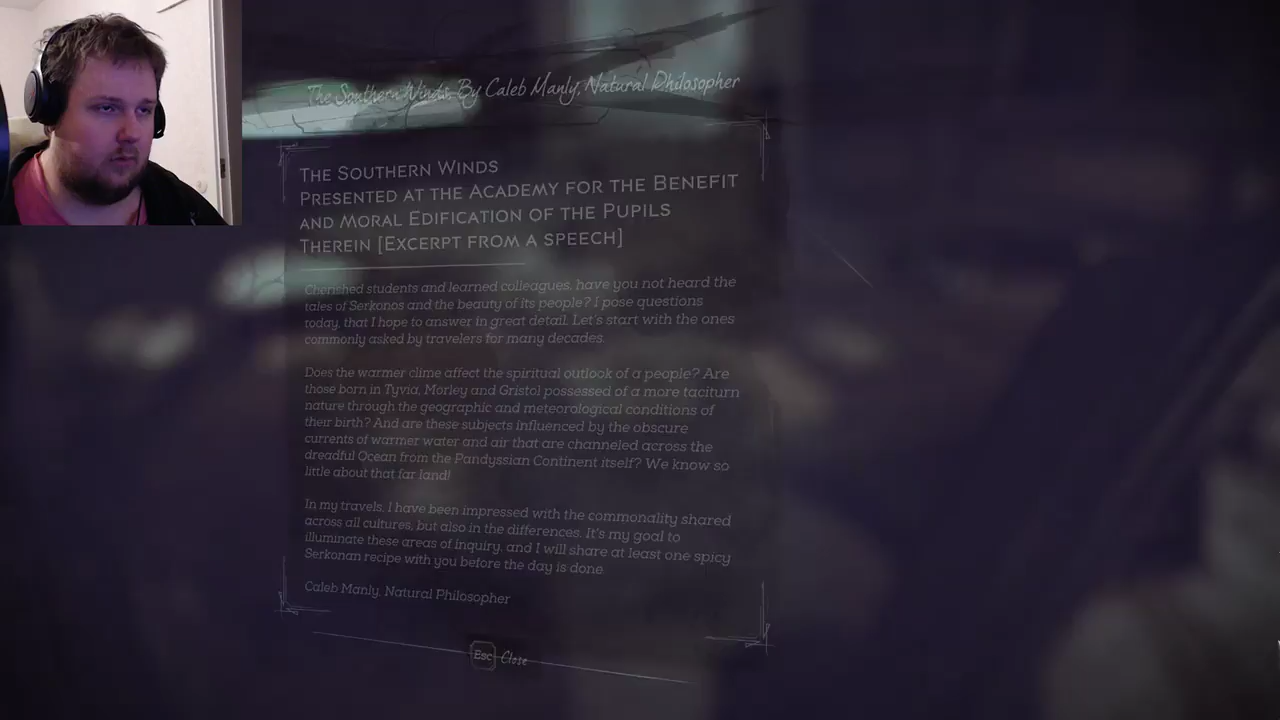 The Southern Winds, By Caleb Manly, Natural Philosopher
THE SOUTHERN WINDS
PRESENTED AT THE ACADEMY FOR THE BENEFIT
AND MORAL EDIFICATION OF THE PUPILS
THEREIN [EXCERPT FROM A SPEECH]
Cherished students and learned colleagues, have you not heard the
tales of Serkonos and the beauty of its people? I pose questions
today, that I hope to answer in great detail. Let's start with the ones
commonly asked by travelers for many decades.
Does the warmer clime affect the spiritual outlook of a people? Are
those born in Tyvia, Morley and Gristol possessed of a more taciturn
nature through the geographic and meteorological conditions of
their birth? And are these subjects influenced by the obscure
currents of warmer water and air that are channeled across the
dreadful Ocean from the Pandyssian Continent itself? We know so
little about that far land!
In my travels, I have been impressed with the commonality shared
across all cultures, but also in the differences. It's my goal to
illuminate these areas of inquiry, and I will share at least one spicy
Serkonan recipe with you before the day is done.
Caleb Manly, Natural Philosopher
Esc Close